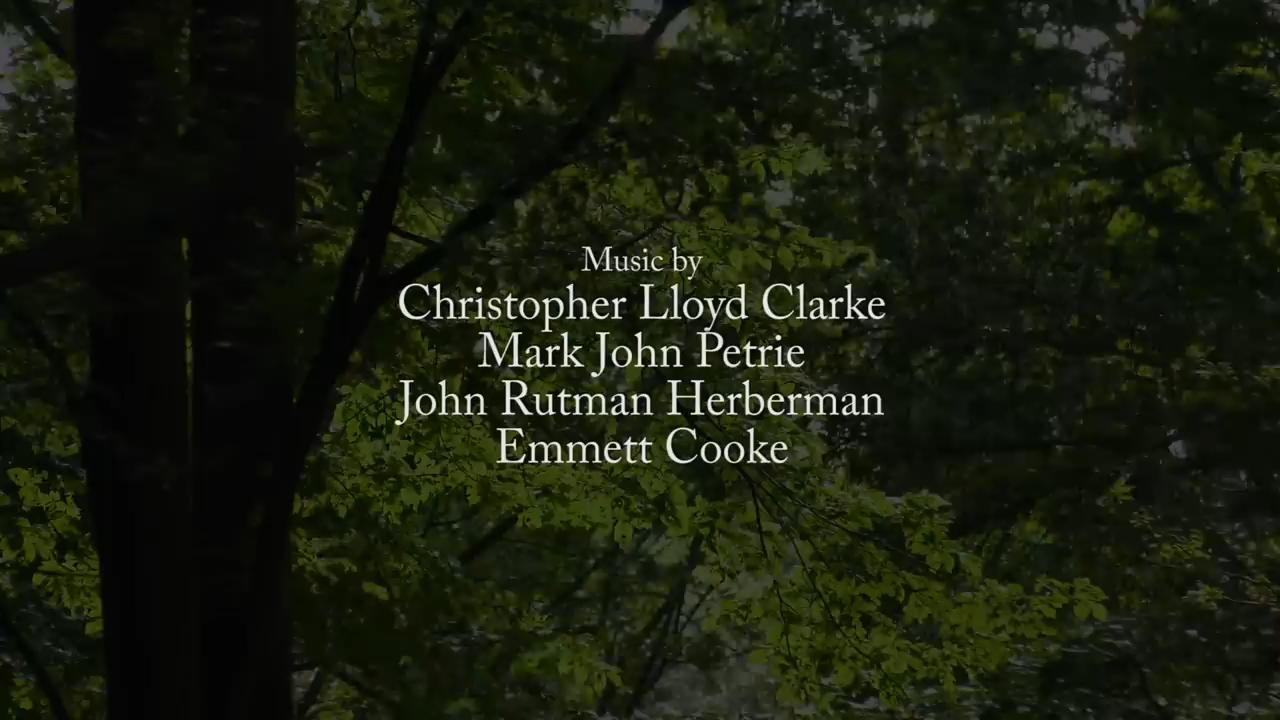 Music by
Christopher Lloyd Clarke
Mark John Petrie
John Rutman Herberman
Emmett Cooke